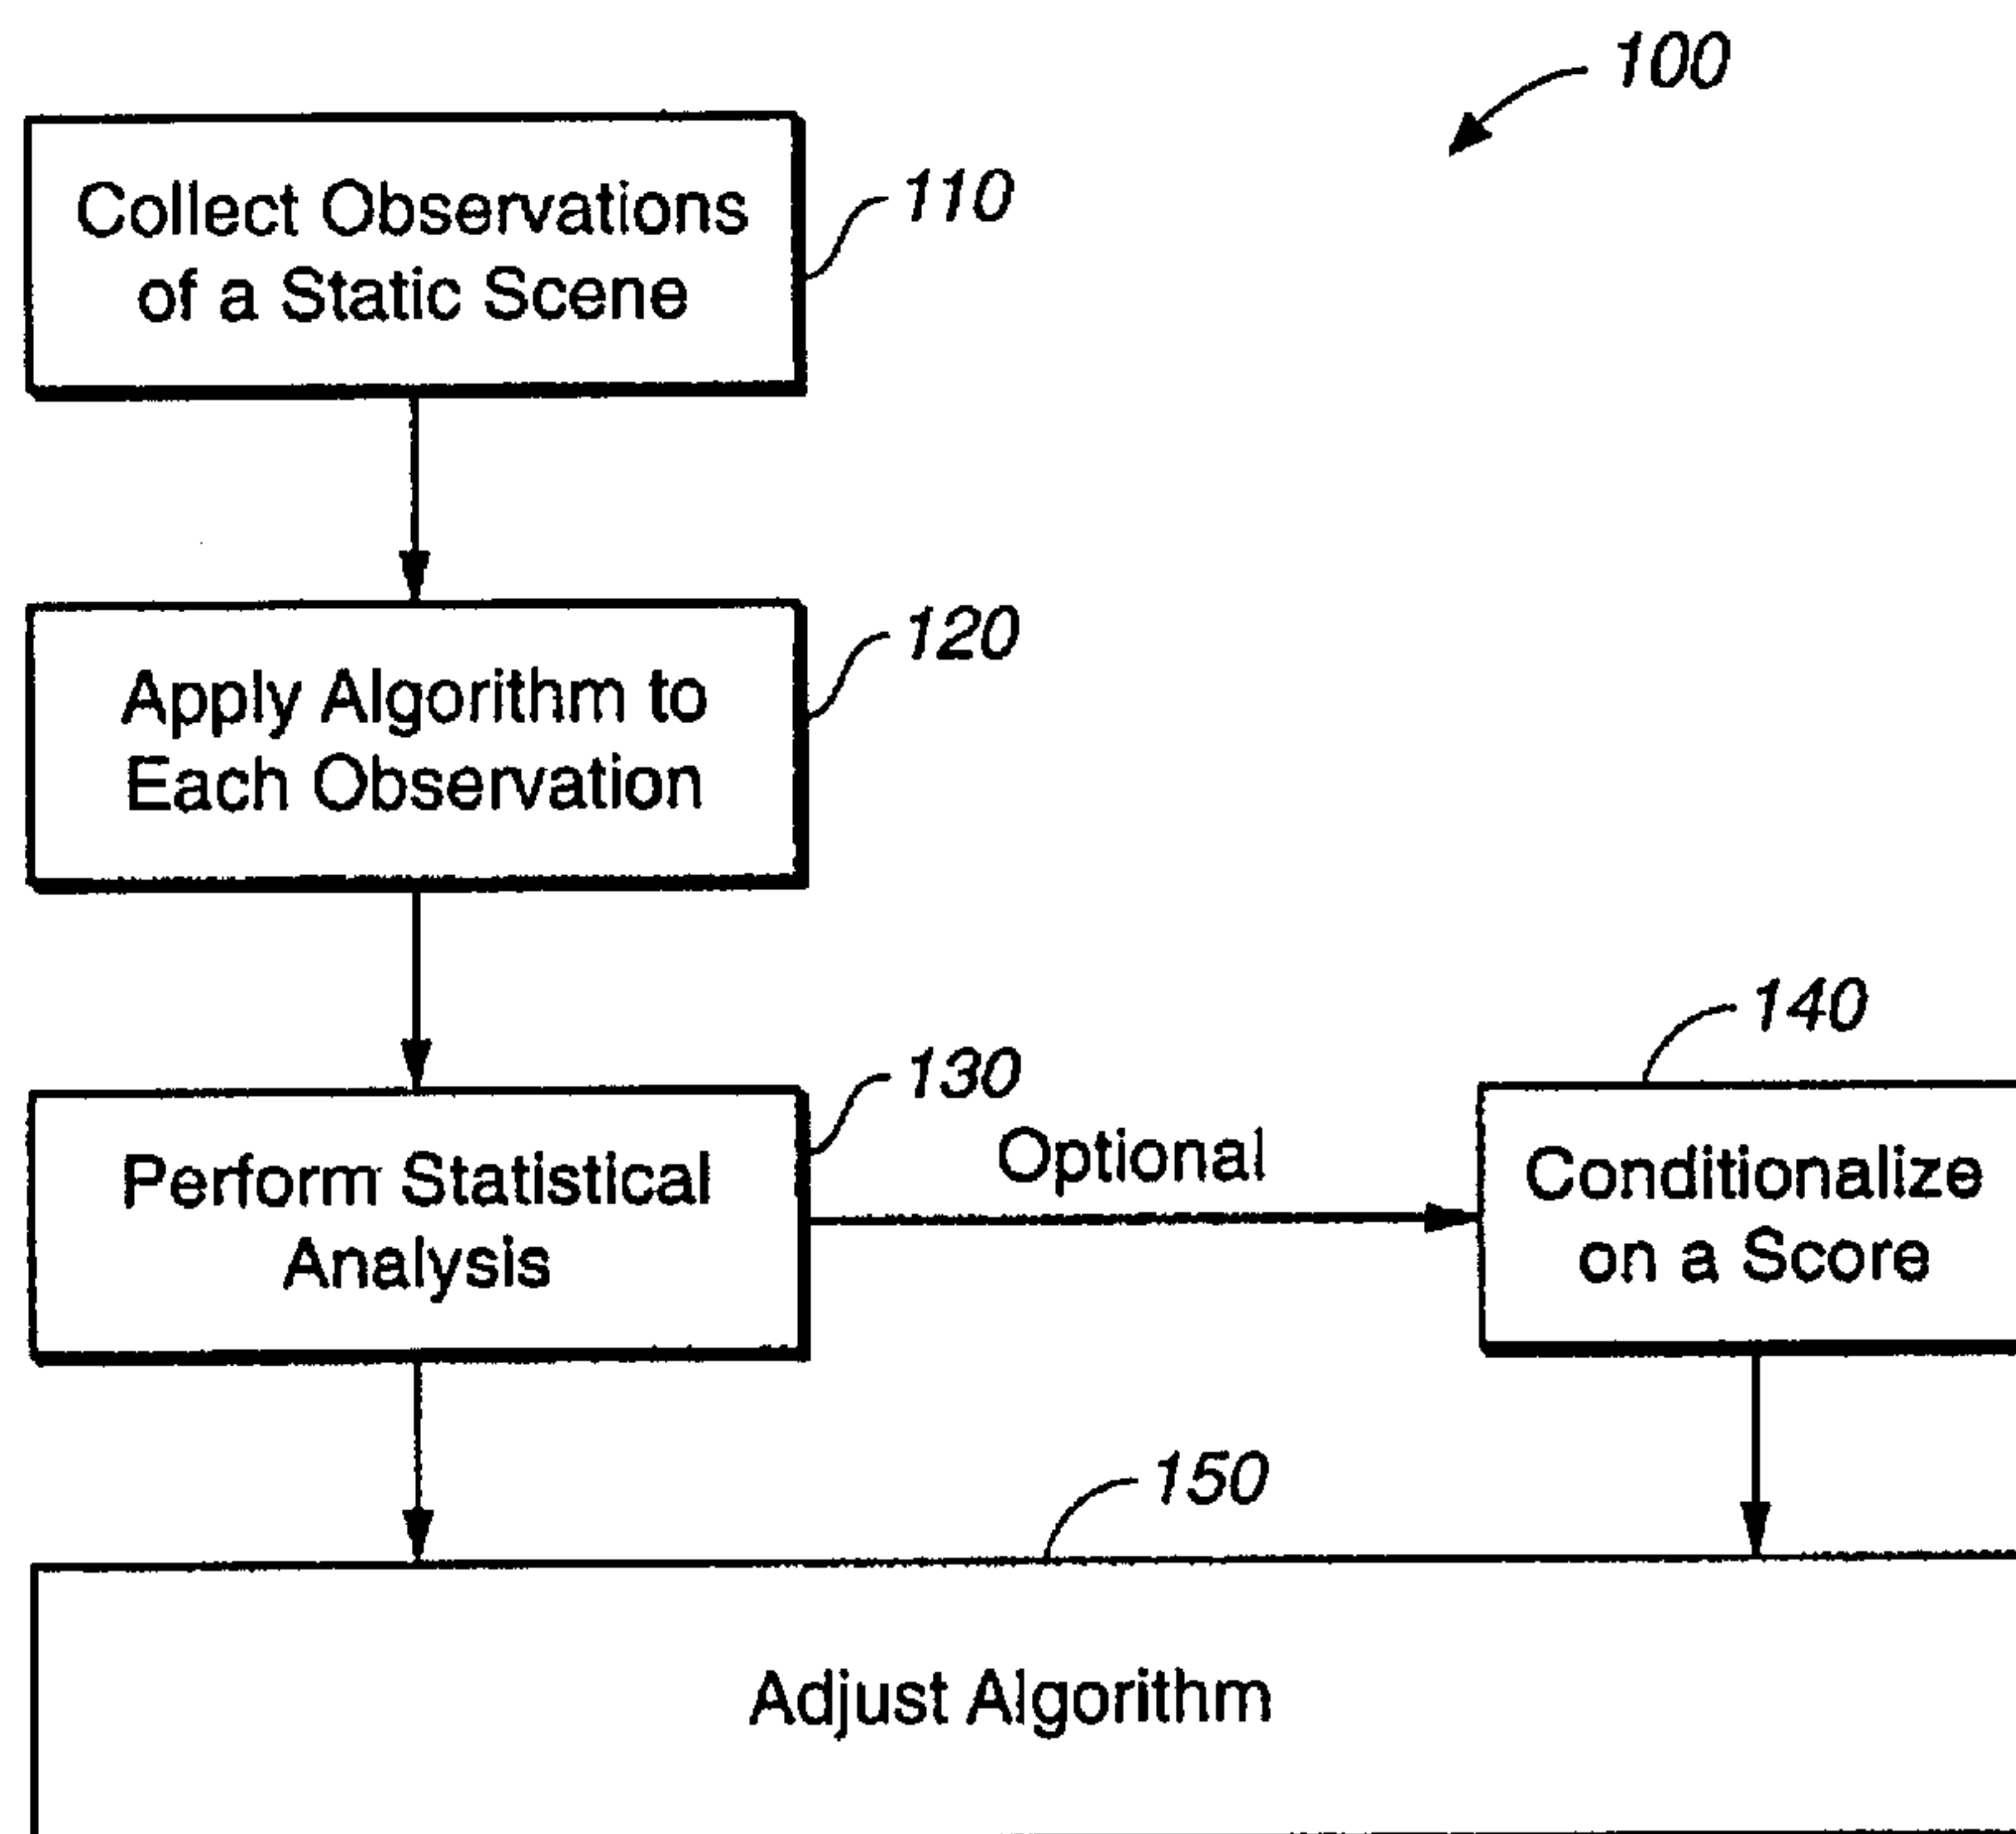 100
Collect Observations
of a Static Scene
110
Apply Algorithm to
Each Observation
120
Perform Statistical
Analysis
130
Optional
140
Conditionalize
on a Score
150
Adjust Algorithm